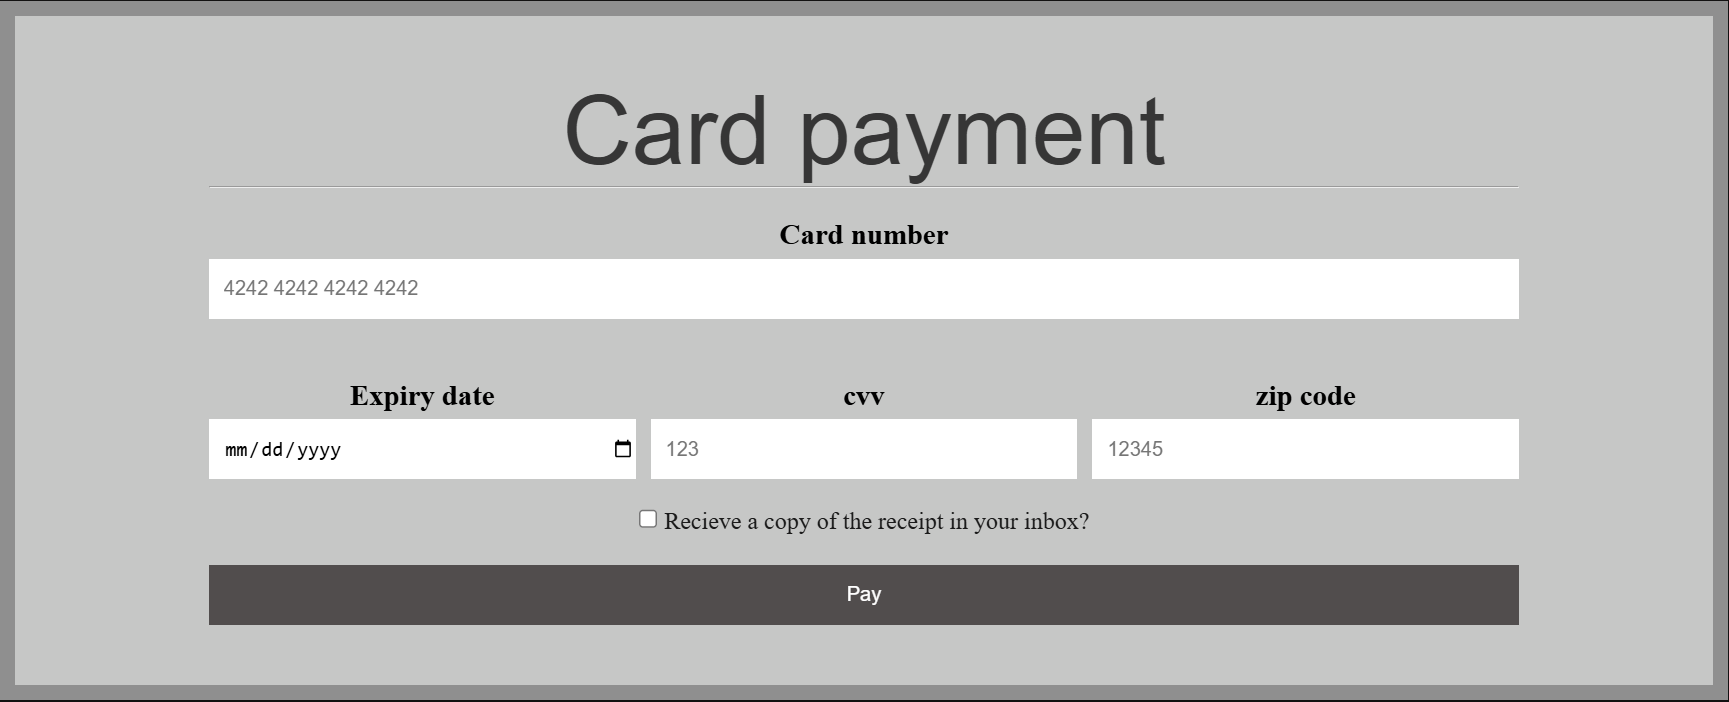 Card payment
Card number
4242 4242 4242 4242
Expiry date cvv zip code
mm/dd/yyyy 123 12345
Recieve a copy of the receipt in your inbox?
Pay